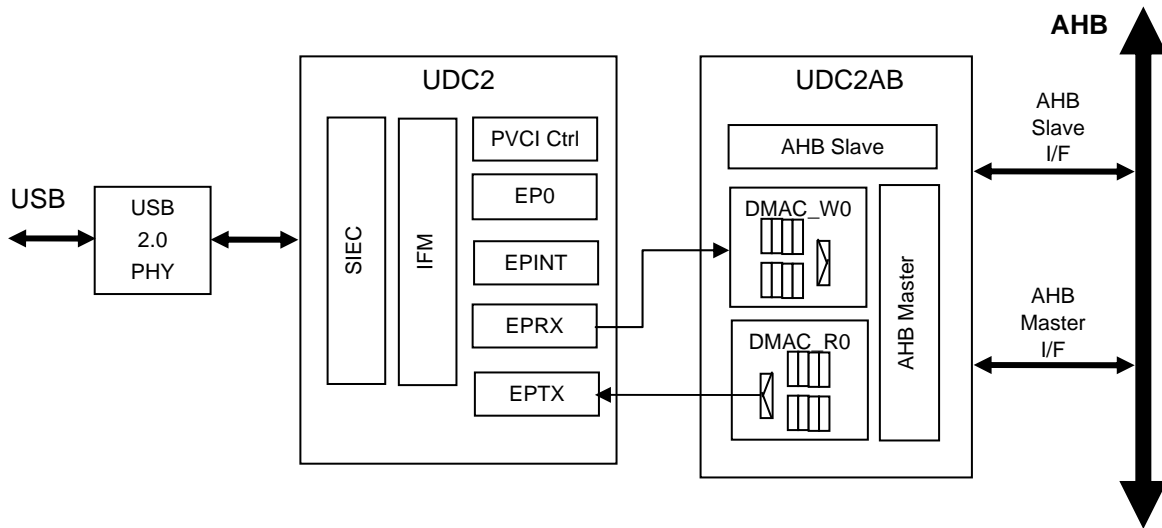 AHB
UDC2
UDC2AB
PVCI Ctrl
AHB Slave
AHB
Slave
I/F
USB
USB
2.0
PHY
SIEC
IFM
EP0
EPINT
EPRX
EPTX
DMAC_W0
DMAC_R0
AHB Master
AHB
Master
I/F